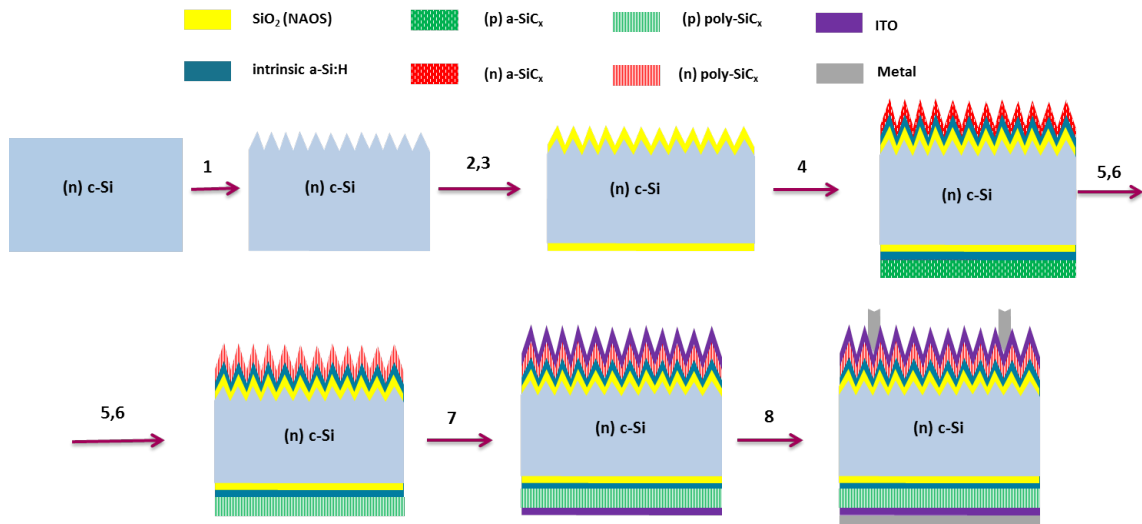 SiO₂ (NAOS)
(p) a-SiCₓ
(p) poly-SiCₓ
ITO
intrinsic a-Si:H
(n) a-SiCₓ
(n) poly-SiCₓ
Metal
(n) c-Si
1
(n) c-Si
2,3
(n) c-Si
4
(n) c-Si
5,6
5,6
(n) c-Si
7
(n) c-Si
8
(n) c-Si